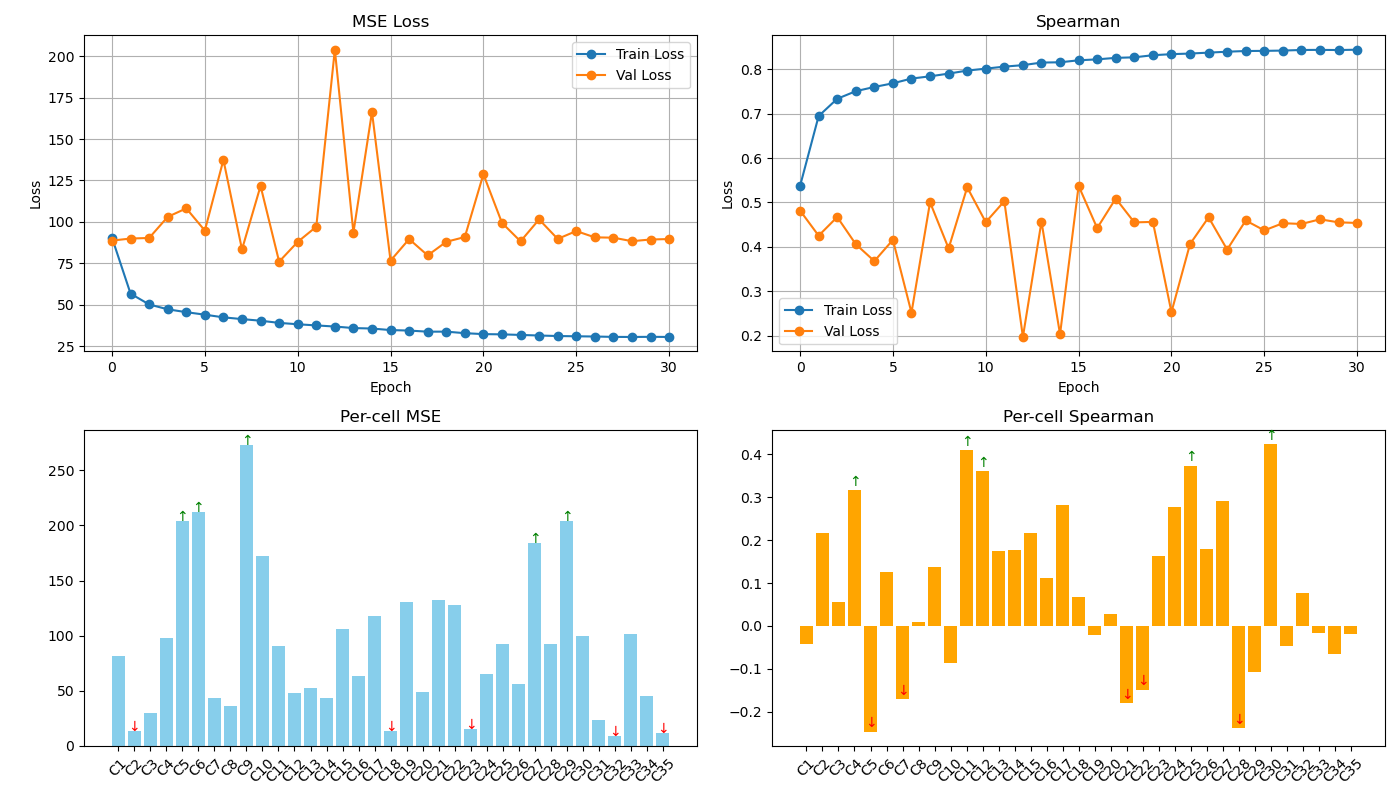 MSE Loss
200
175
150
125
100
75
50
25
Loss
0 5 10 15 20 25 30
Epoch
Train Loss
Val Loss
Spearman
0.8
0.7
0.6
0.5
0.4
0.3
0.2
Loss
0 5 10 15 20 25 30
Epoch
Train Loss
Val Loss
Per-cell MSE
250
200
150
100
50
0
↑ ↑ ↑ ↑ ↑
↓ ↓ ↓ ↓ ↓
C1 C2 C3 C4 C5 C6 C7 C8 C9 C10 C11 C12 C13 C14 C15 C16 C17 C18 C19 C20 C21 C22 C23 C24 C25 C26 C27 C28 C29 C30 C31 C32 C33 C34 C35
Per-cell Spearman
0.4
0.3
0.2
0.1
0.0
−0.1
−0.2
↑ ↑ ↑ ↑ ↑
↓ ↓ ↓ ↓ ↓
C1 C2 C3 C4 C5 C6 C7 C8 C9 C10 C11 C12 C13 C14 C15 C16 C17 C18 C19 C20 C21 C22 C23 C24 C25 C26 C27 C28 C29 C30 C31 C32 C33 C34 C35